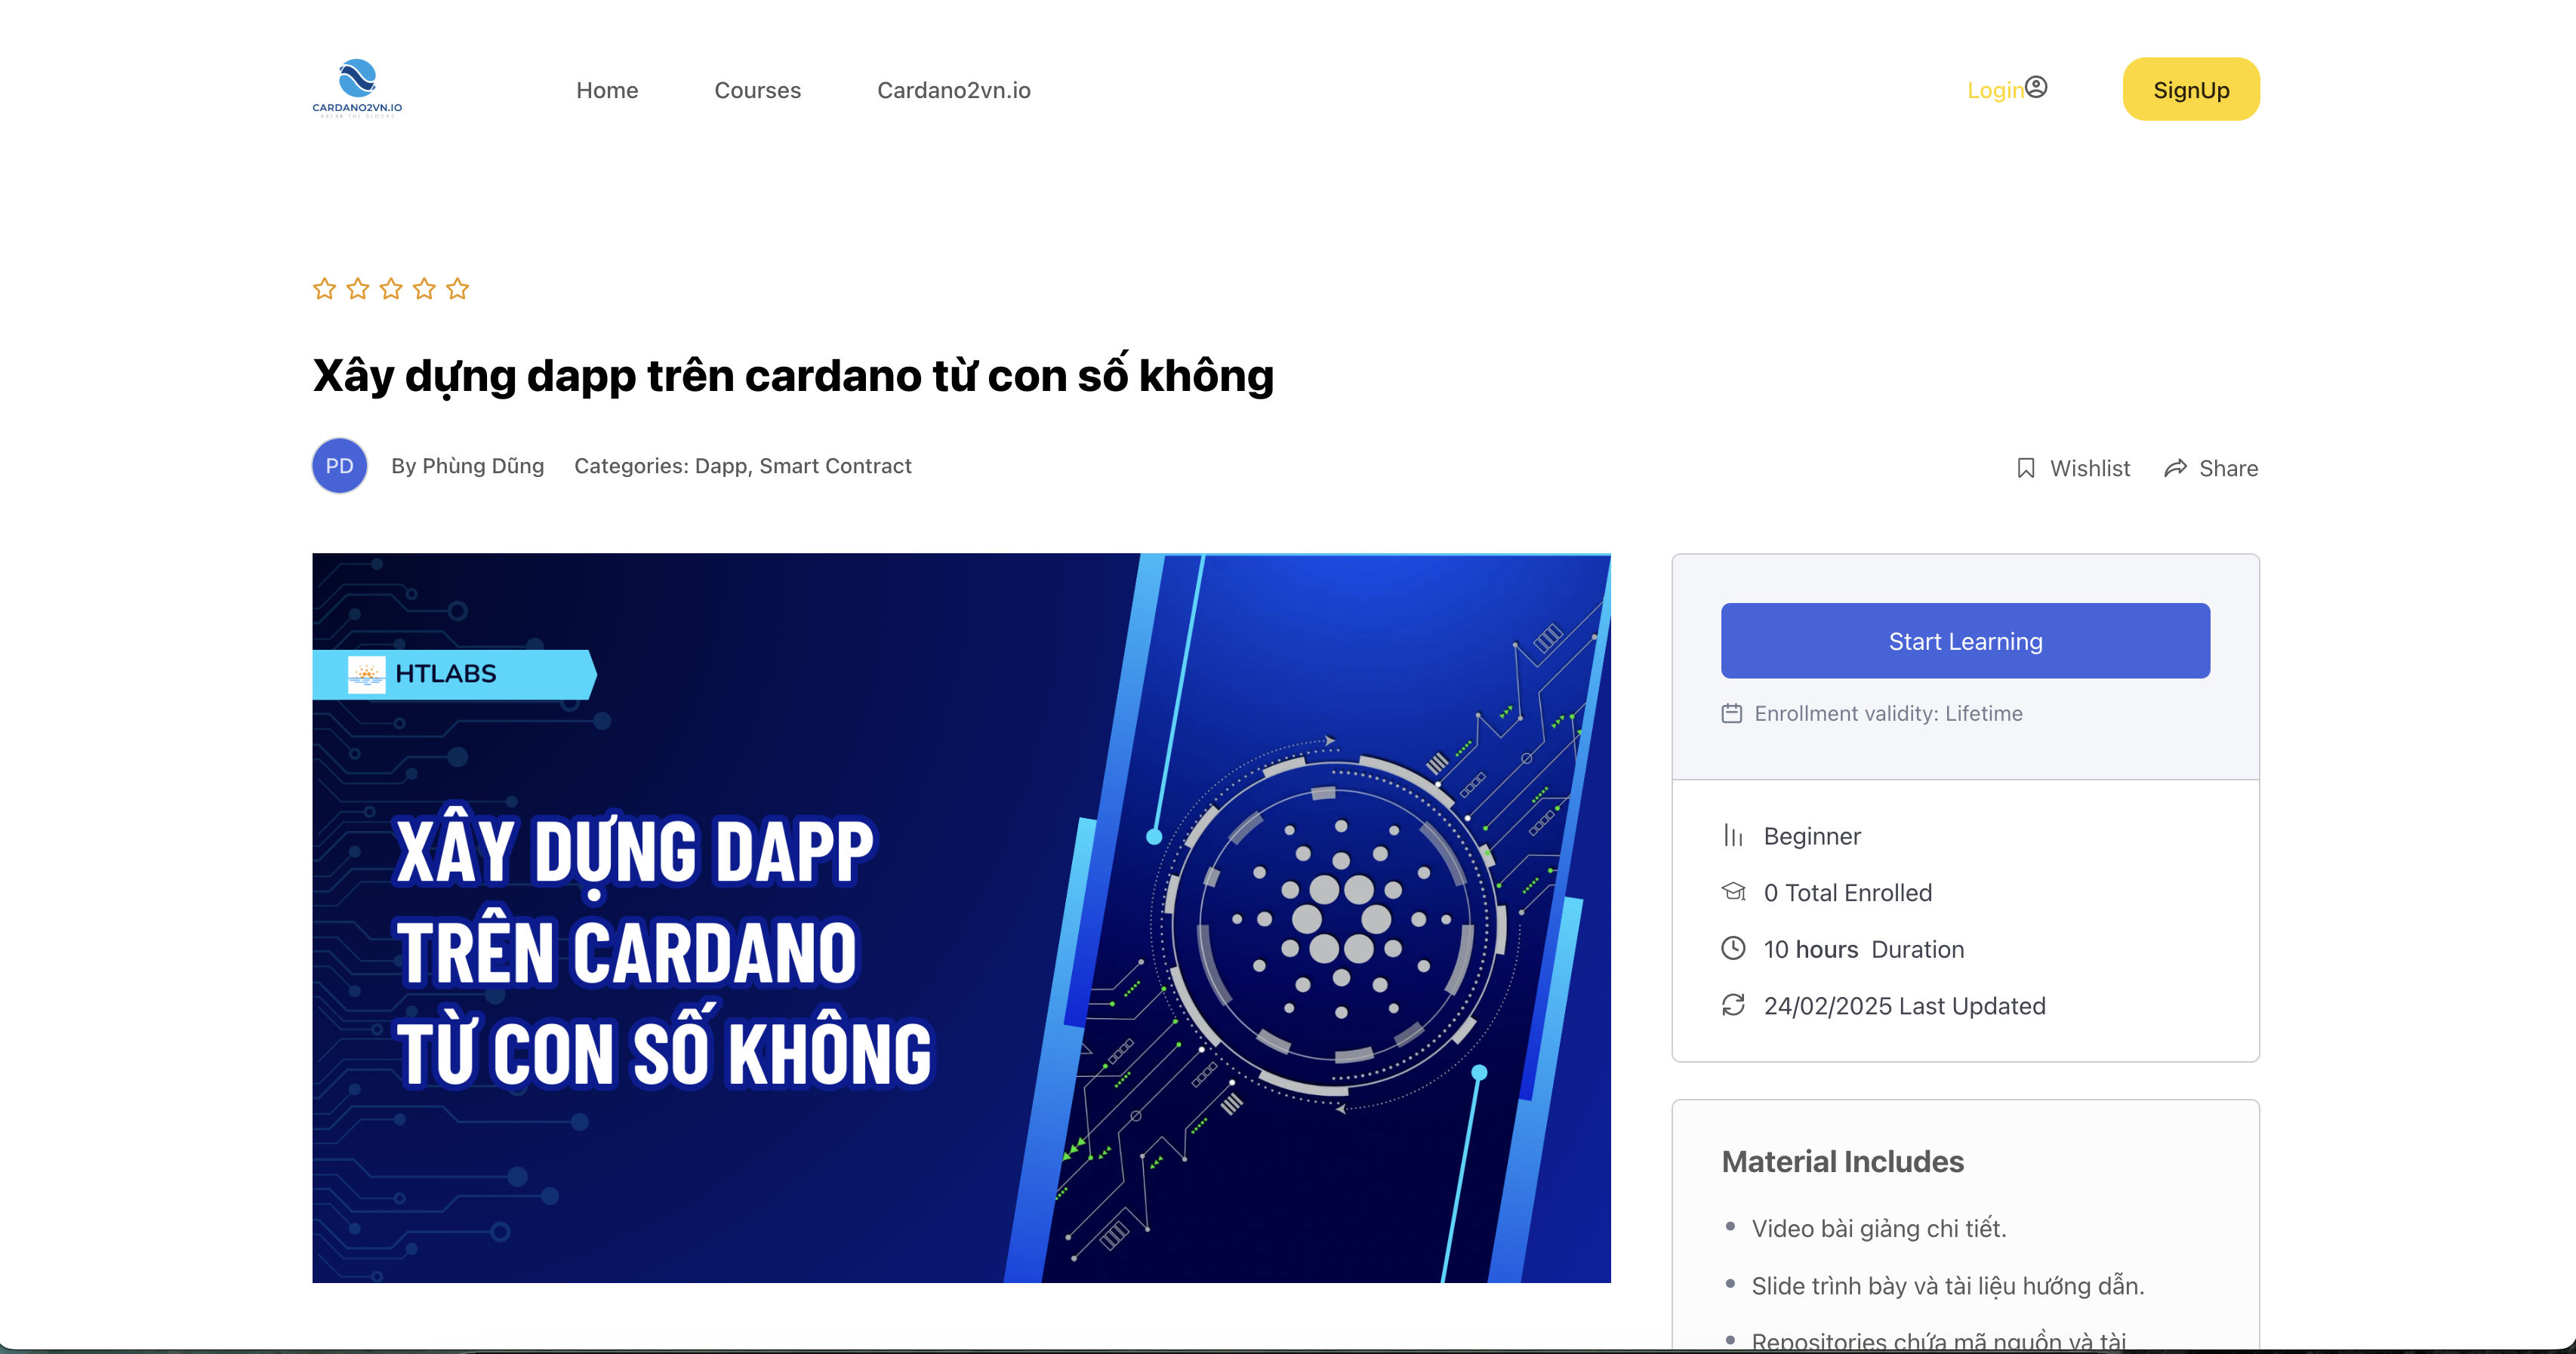 CARDANO2VN.IO
BREAK THE BLOCKS
Home
Courses
Cardano2vn.io
Login
SignUp
Xây dựng dapp trên cardano từ con số không
PD
By Phùng Dũng
Categories: Dapp, Smart Contract
Wishlist
Share
HTLABS
XÂY DỰNG DAPP
TRÊN CARDANO
TỪ CON SỐ KHÔNG
Start Learning
Enrollment validity: Lifetime
Beginner
0 Total Enrolled
10 hours Duration
24/02/2025 Last Updated
Material Includes
Video bài giảng chi tiết.
Slide trình bày và tài liệu hướng dẫn.
Repositories chứa mã nguồn và tài